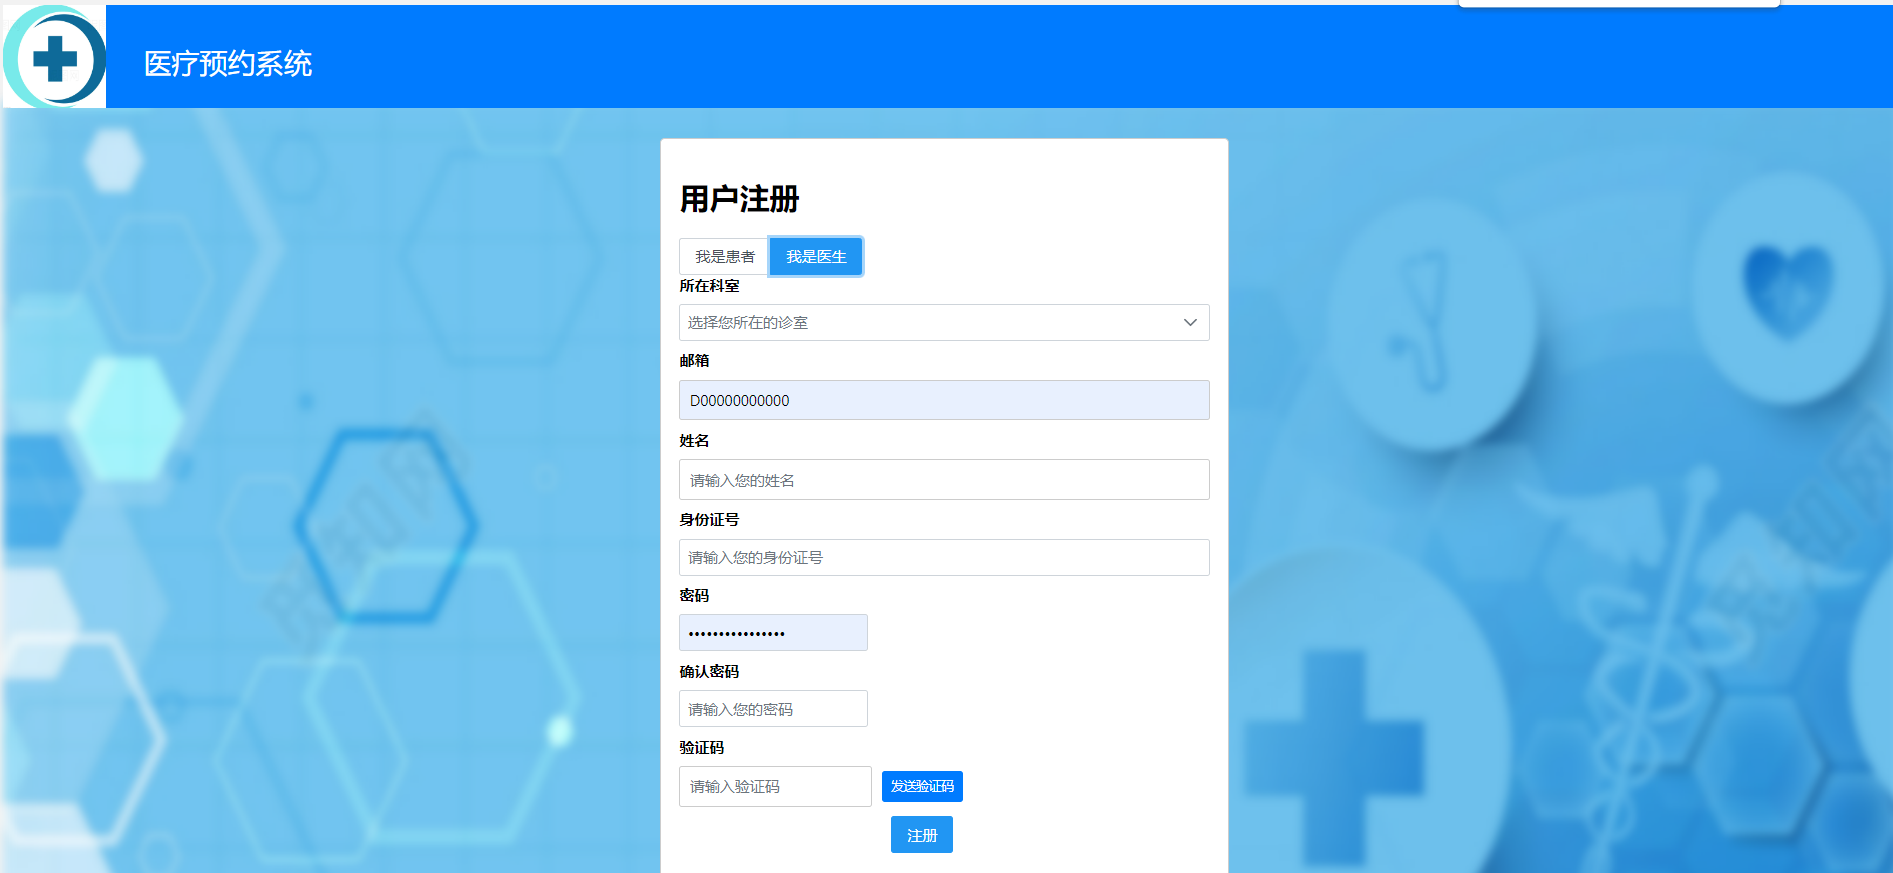 医疗预约系统
用户注册
我是患者 我是医生
所在科室
选择您所在的诊室
邮箱
D00000000000
姓名
请输入您的姓名
身份证号
请输入您的身份证号
密码
••••••••••••••••
确认密码
请输入您的密码
验证码
请输入验证码 发送验证码
注册